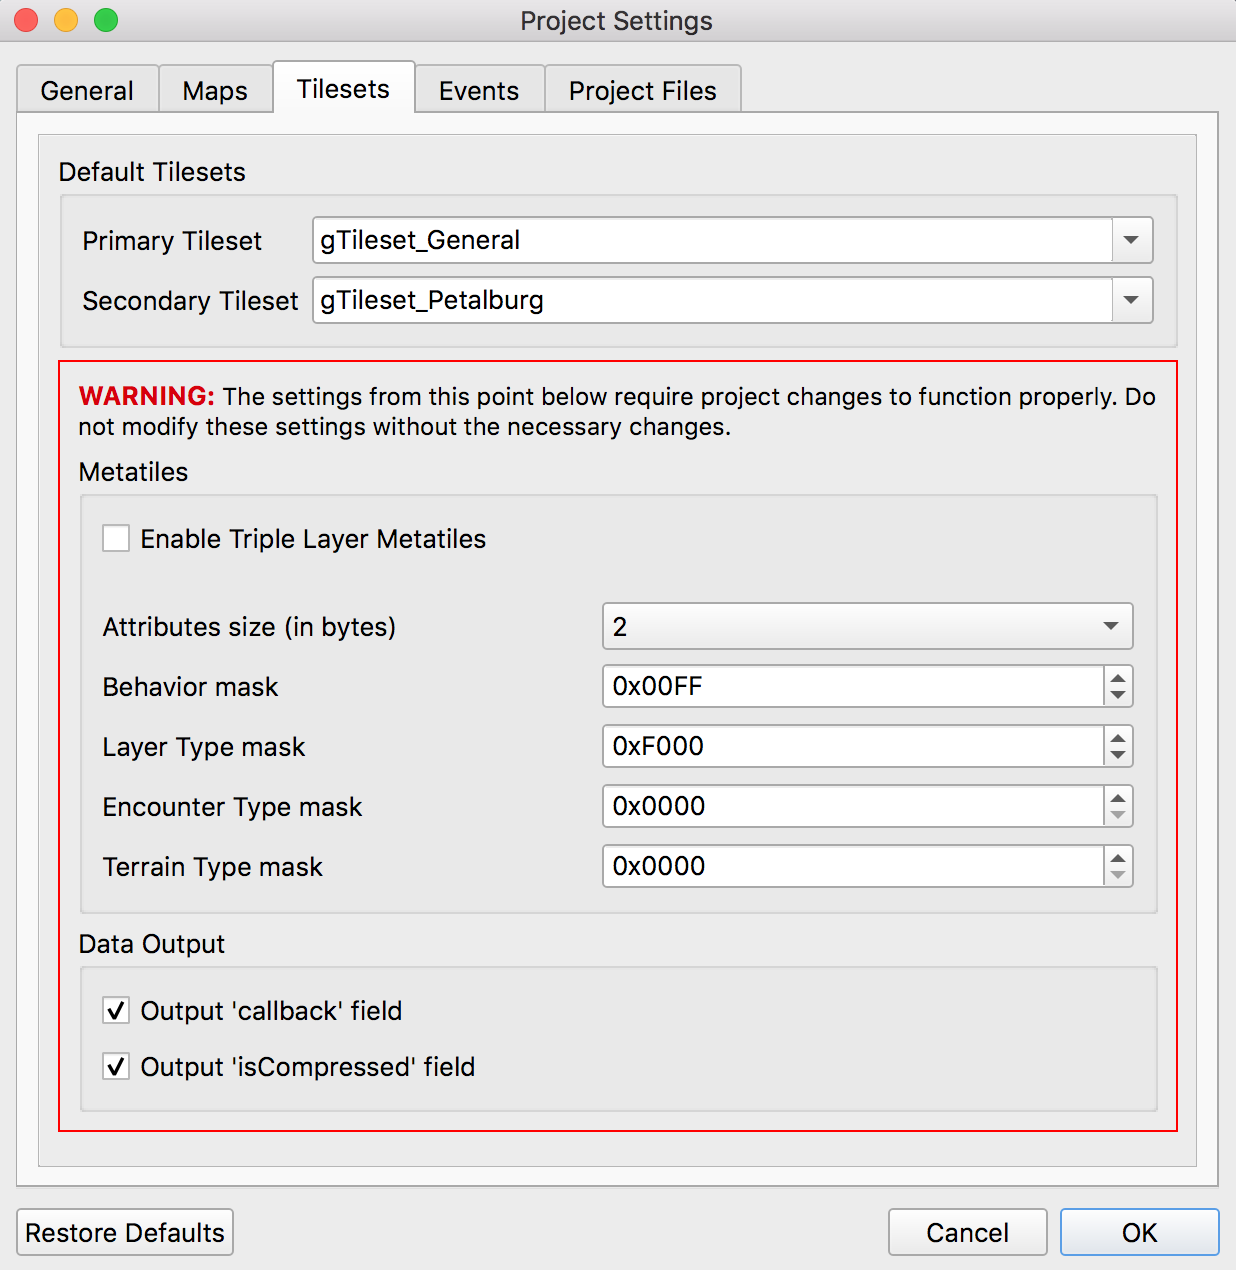 Project Settings
General Maps Tilesets Events Project Files
Default Tilesets
Primary Tileset gTileset_General
Secondary Tileset gTileset_Petalburg
WARNING: The settings from this point below require project changes to function properly. Do
not modify these settings without the necessary changes.
Metatiles
Enable Triple Layer Metatiles
Attributes size (in bytes) 2
Behavior mask 0x00FF
Layer Type mask 0xF000
Encounter Type mask 0x0000
Terrain Type mask 0x0000
Data Output
Output 'callback' field
Output 'isCompressed' field
Restore Defaults Cancel OK